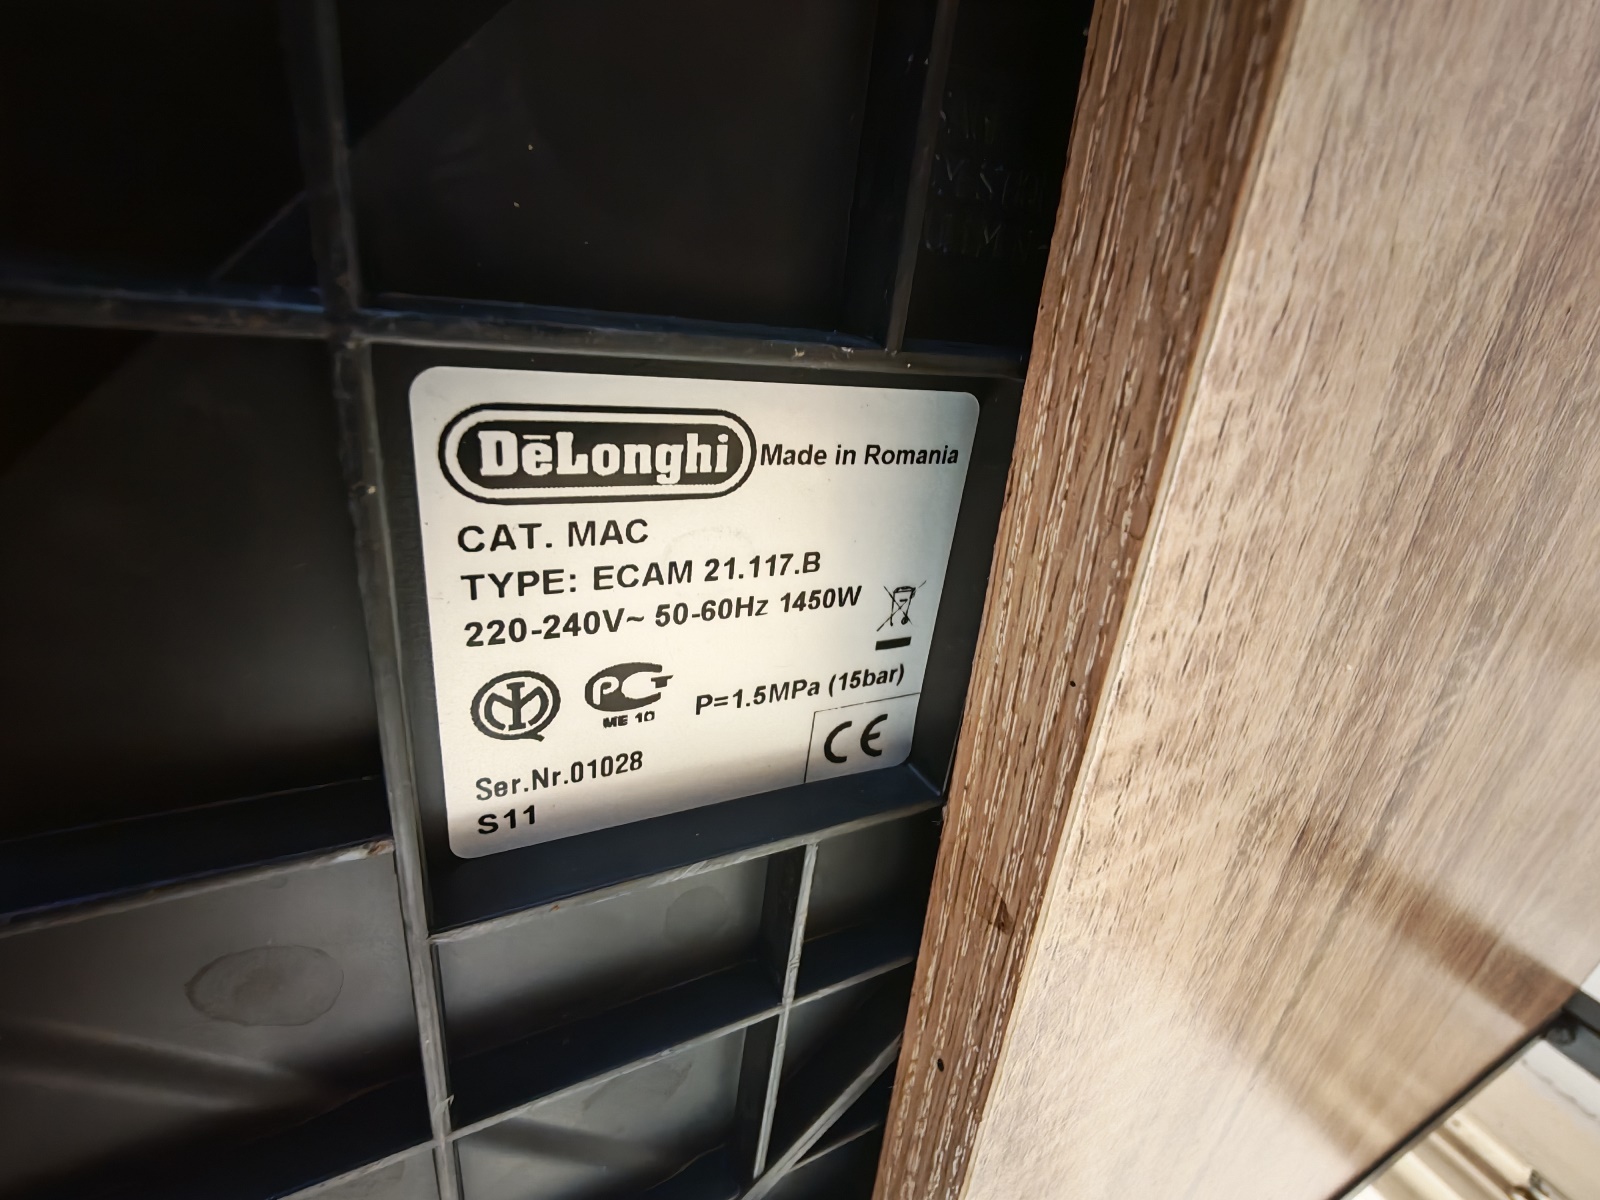 DēLonghi Made in Romania
CAT. MAC
TYPE: ECAM 21.117.B
220-240V~ 50-60Hz 1450W
PCT
ME 10
P=1.5MPa (15bar)
CE
Ser.Nr.01028
S11